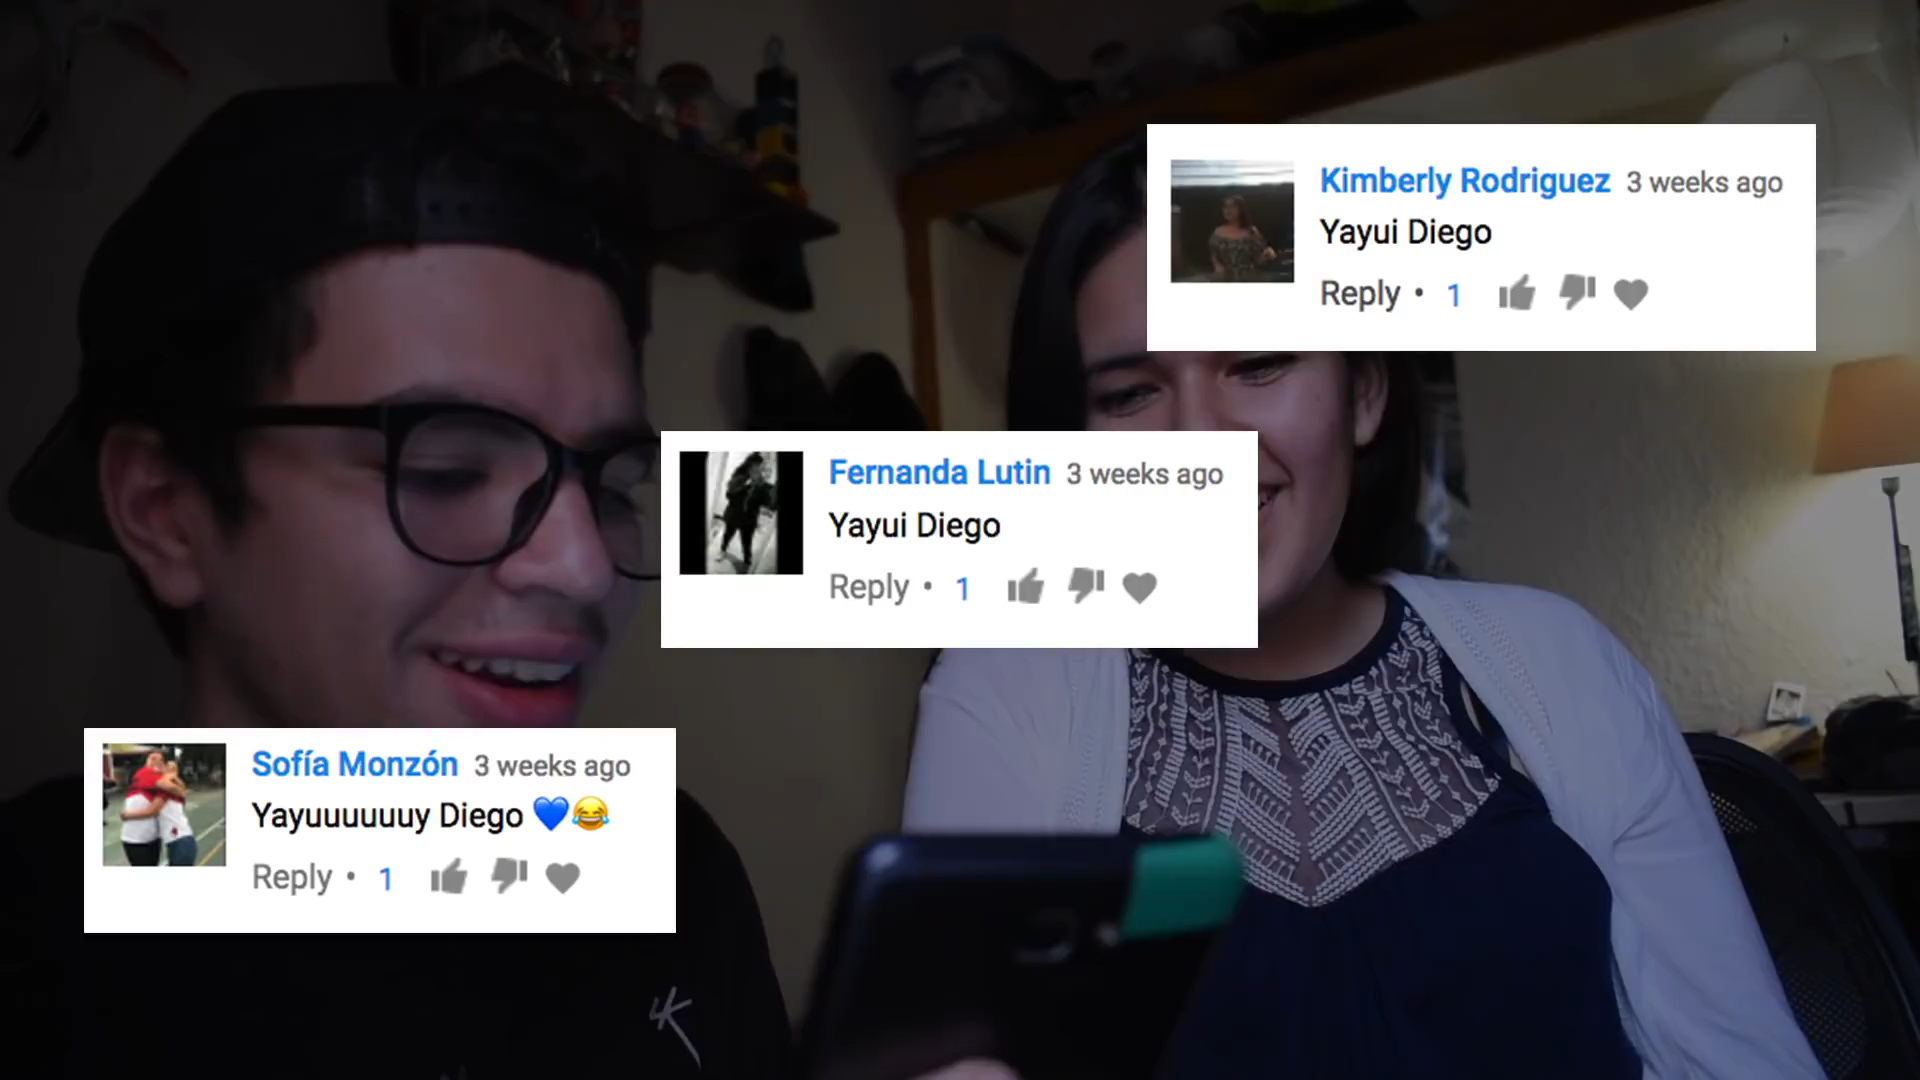 Kimberly Rodriguez 3 weeks ago
Yayui Diego
Reply • 1
Fernanda Lutin 3 weeks ago
Yayui Diego
Reply • 1
Sofía Monzón 3 weeks ago
Yayuuuuuuy Diego 💙😂
Reply • 1